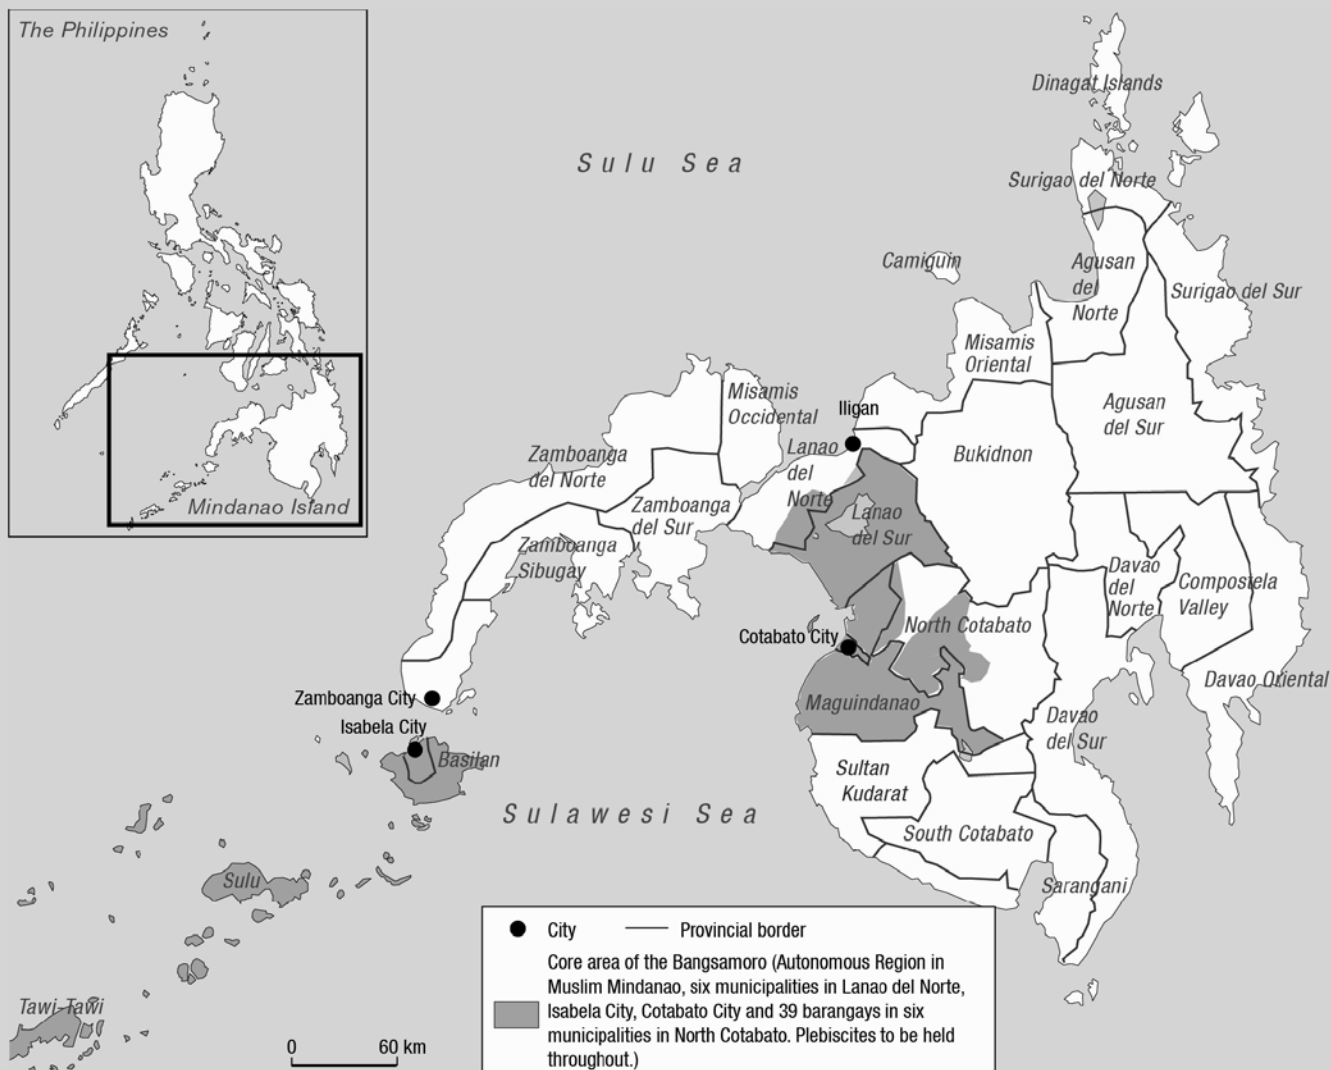 The Philippines
Mindanao Island
Sulu Sea
Dinagat Islands
Surigao del Norte
Camiguin
Agusan
del
Norte
Surigao del Sur
Misamis
Oriental
Misamis
Occidental
Iligan
Agusan
del Sur
Zamboanga
del Norte
Lanao
del
Norte
Bukidnon
Zamboanga
del Sur
Lanao
del Sur
Zamboanga
Sibugay
Davao
del
Norte
Compostela
Valley
Cotabato City
North Cotabato
Zamboanga City
Maguindanao
Davao Oriental
Isabela City
Basilan
Davao
del Sur
Sultan
Kudarat
Sulawesi Sea
South Cotabato
Sulu
Sarangani
Tawi-Tawi
0 60 km
City Provincial border
Core area of the Bangsamoro (Autonomous Region in
Muslim Mindanao, six municipalities in Lanao del Norte,
Isabela City, Cotabato City and 39 barangays in six
municipalities in North Cotabato. Plebiscites to be held
throughout.)